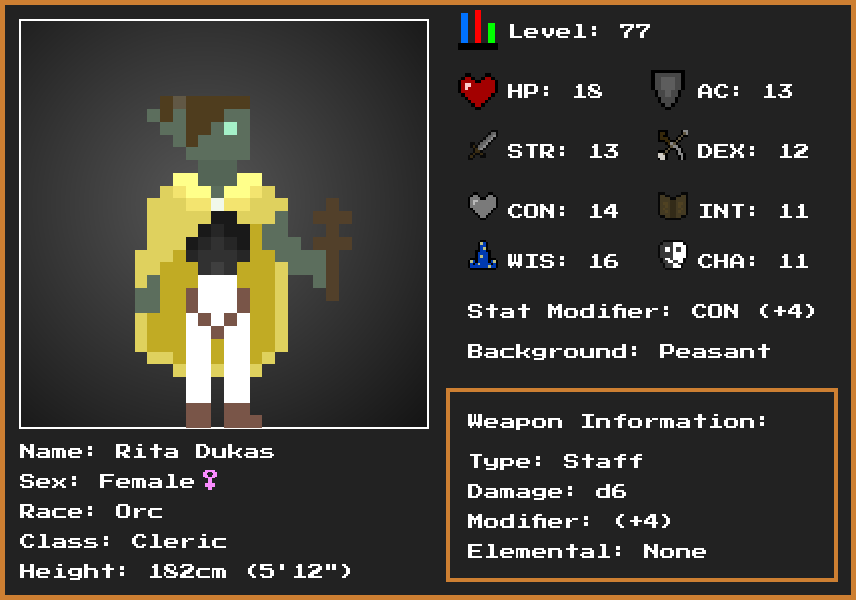 Level: 77
HP: 18 AC: 13
STR: 13 DEX: 12
CON: 14 INT: 11
WIS: 16 CHA: 11
Stat Modifier: CON (+4)
Background: Peasant
Weapon Information:
Type: Staff
Damage: d6
Modifier: (+4)
Elemental: None
Name: Rita Dukas
Sex: Female♀
Race: Orc
Class: Cleric
Height: 182cm (5'12")